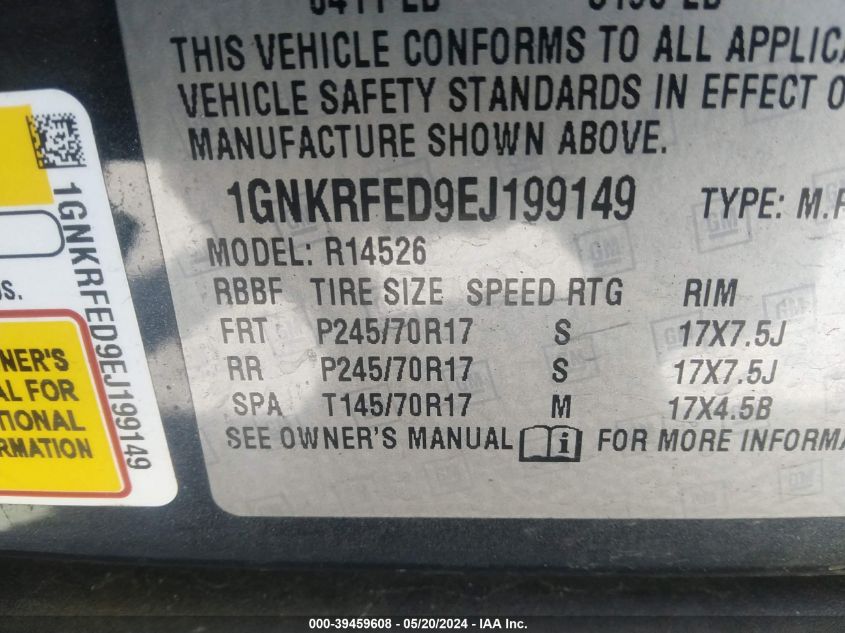 THIS VEHICLE CONFORMS TO ALL APPLICA
VEHICLE SAFETY STANDARDS IN EFFECT O
MANUFACTURE SHOWN ABOVE.
1GNKRFED9EJ199149 TYPE: M.P
MODEL: R14526
RBBF TIRE SIZE SPEED RTG RIM
FRT P245/70R17 S 17X7.5J
RR P245/70R17 S 17X7.5J
SPA T145/70R17 M 17X4.5B
SEE OWNER'S MANUAL i FOR MORE INFORMA
1GNKRFED9EJ199149
US.
WNER'S
AL FOR
TIONAL
RMATION
GM
000-39459608 - 05/20/2024 - IAA Inc.